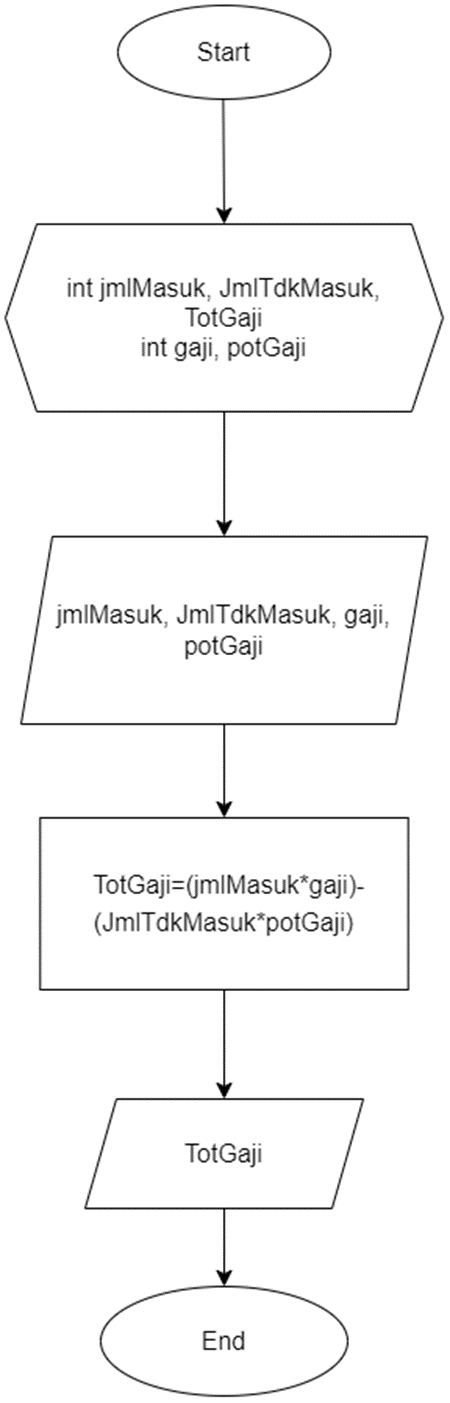 Start
int jmlMasuk, JmlTdkMasuk,
TotGaji
int gaji, potGaji
jmlMasuk, JmlTdkMasuk, gaji,
potGaji
TotGaji=(jmlMasuk*gaji)-
(JmlTdkMasuk*potGaji)
TotGaji
End